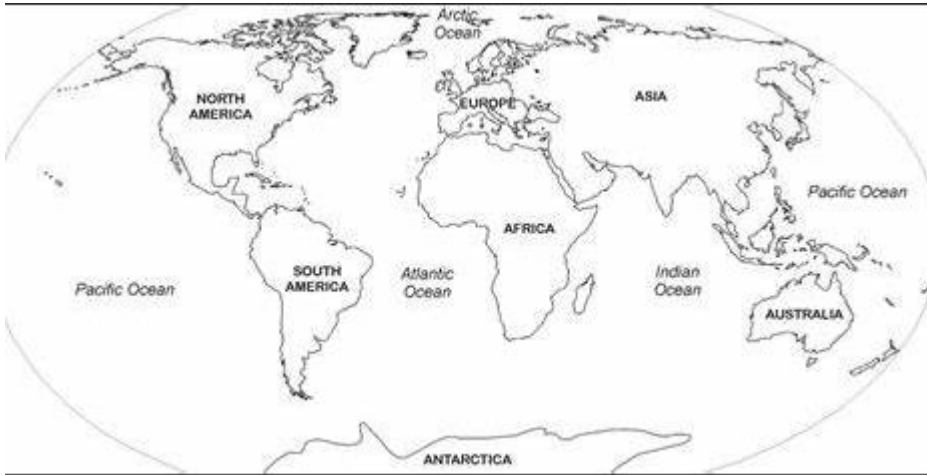 Arctic
Ocean
NORTH
AMERICA
EUROPE
ASIA
Pacific Ocean
AFRICA
SOUTH
AMERICA
Atlantic
Ocean
Indian
Ocean
Pacific Ocean
AUSTRALIA
ANTARCTICA